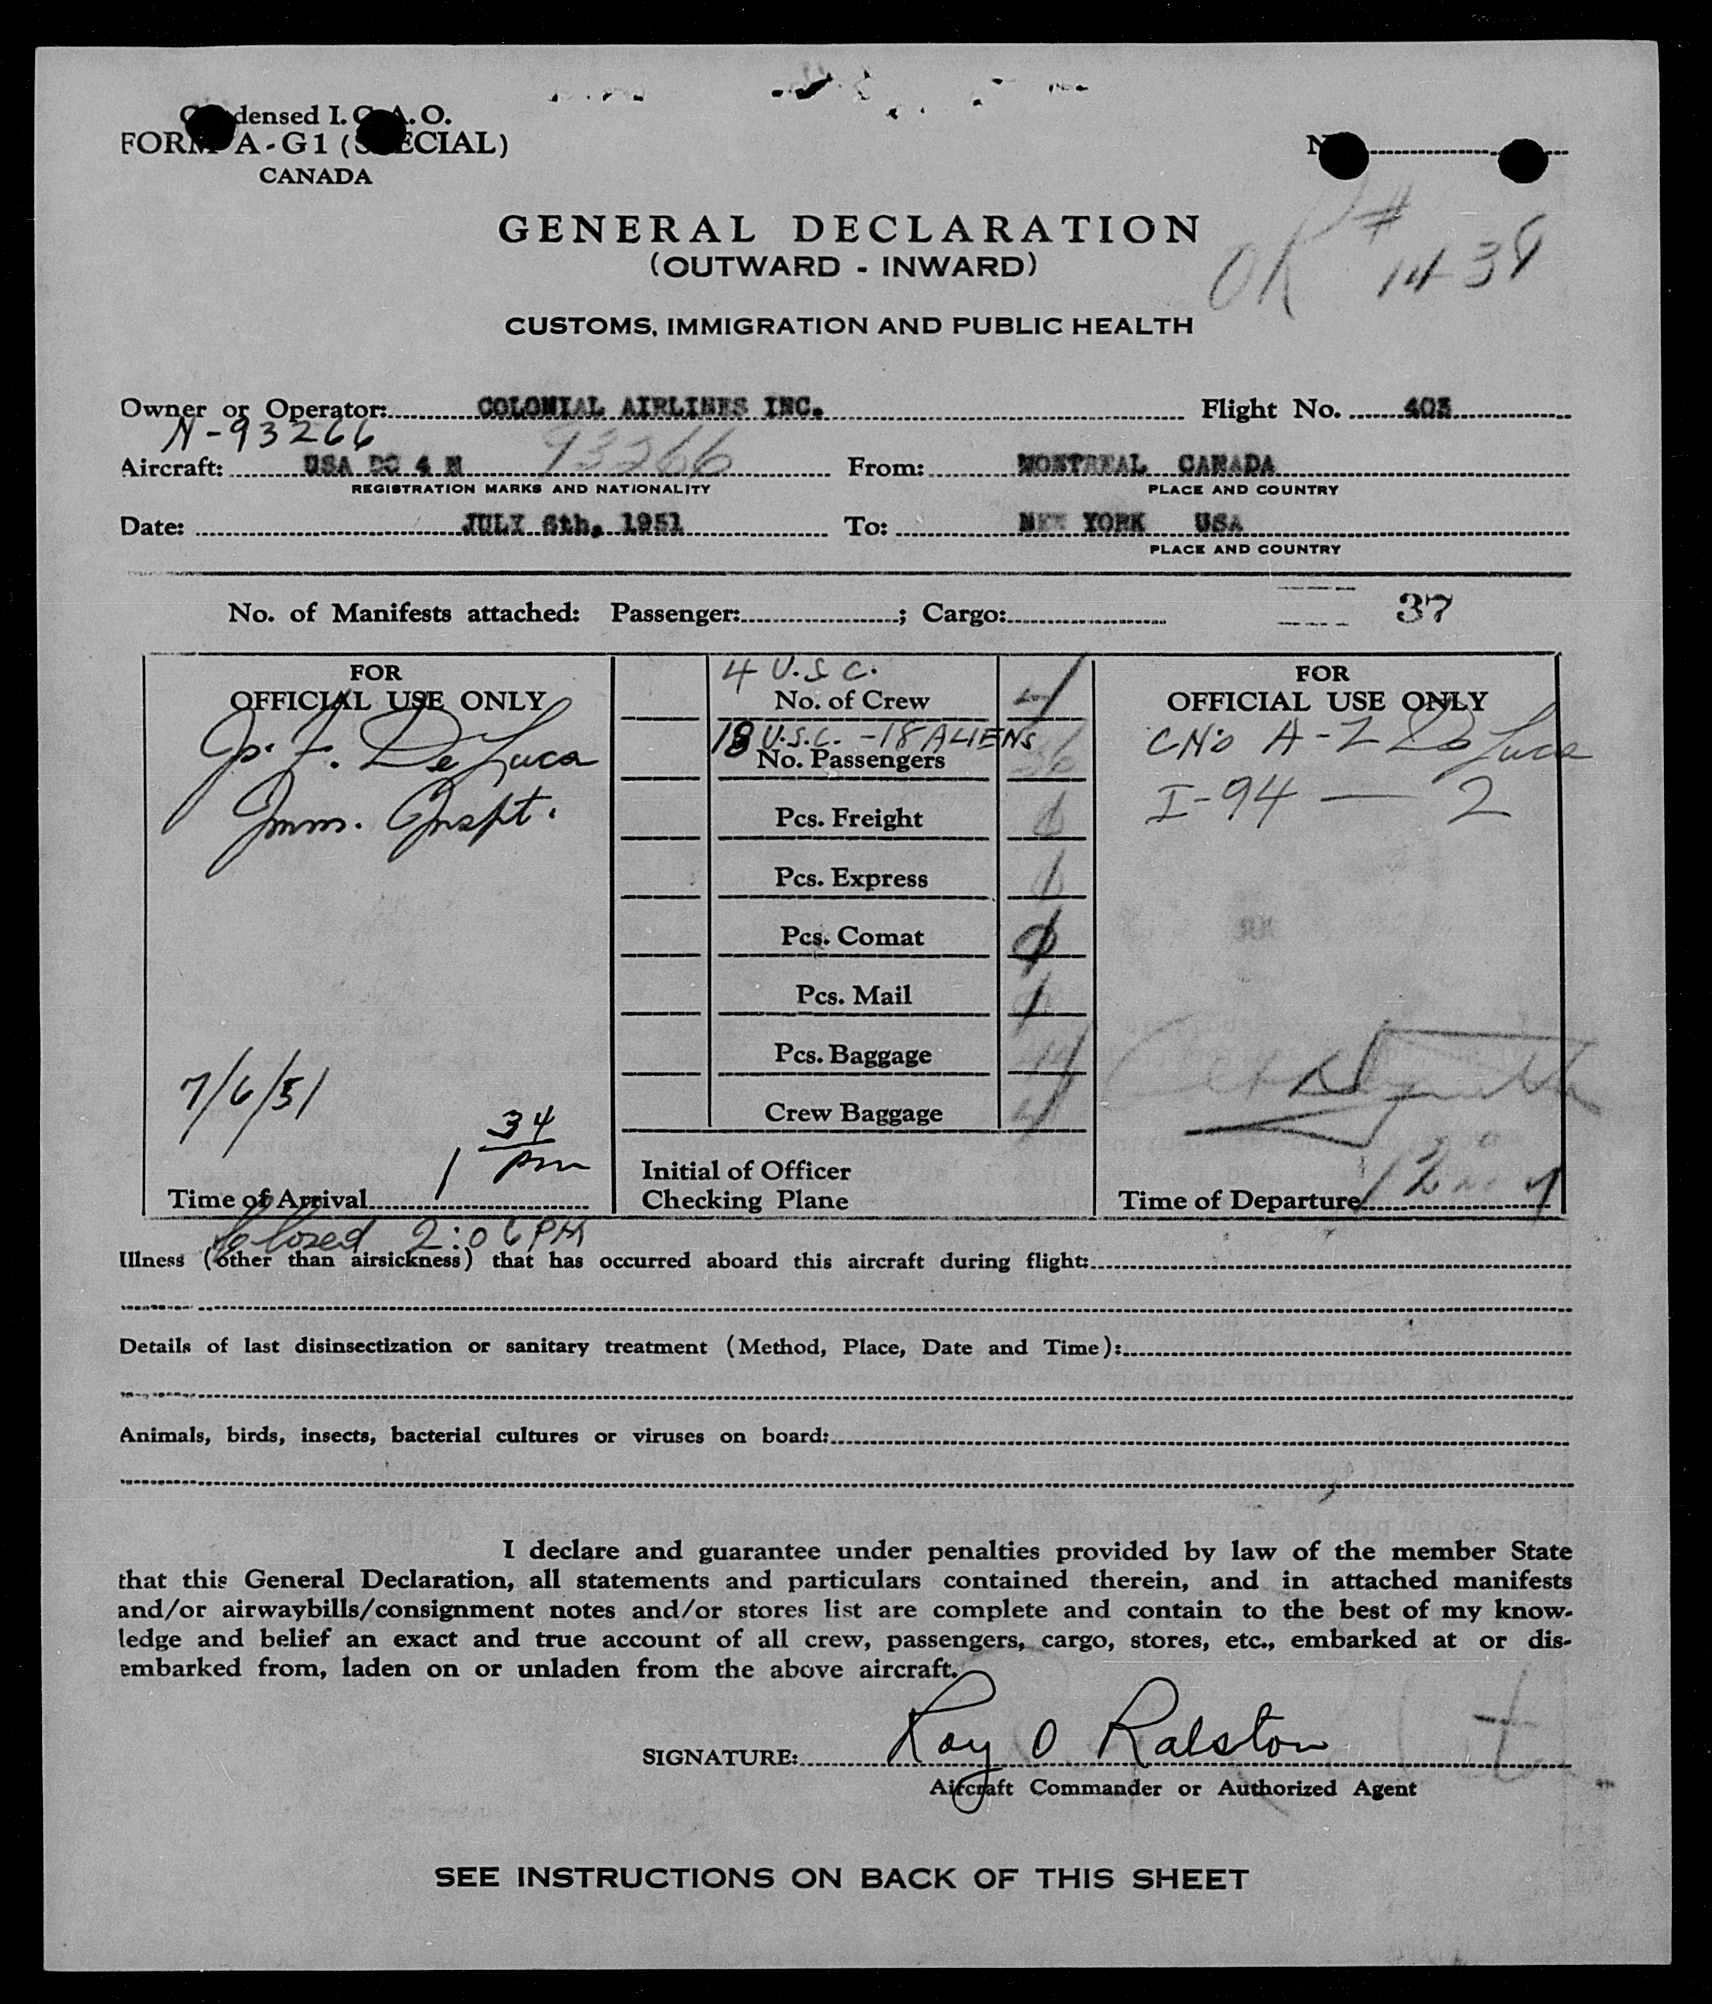 densed I. C. A. O.
FORM A-G1 (SPECIAL)
CANADA
OK # 14-38
GENERAL DECLARATION
(OUTWARD - INWARD)
CUSTOMS, IMMIGRATION AND PUBLIC HEALTH
Owner or Operator: COLONIAL AIRLINES INC. Flight No. 403
N-93266
Aircraft: USA DC 4 N 93266 From: MONTREAL CANADA
REGISTRATION MARKS AND NATIONALITY PLACE AND COUNTRY
Date: JULY 6th, 1951 To: NEW YORK USA
PLACE AND COUNTRY
No. of Manifests attached: Passenger: ; Cargo: 37
FOR
OFFICIAL USE ONLY
J. F. De Luca
Imm. Inspt.
7/6/51
1 34 PM
Time of Arrival
Closed 2:06 PM
4 U.S.C.
No. of Crew 4
18 U.S.C. - 18 ALIENS
No. Passengers 36
Pcs. Freight
Pcs. Express
Pcs. Comat
Pcs. Mail
Pcs. Baggage
Crew Baggage 4
Initial of Officer
Checking Plane
FOR
OFFICIAL USE ONLY
A-2 De Luca
I-94 — 2
Time of Departure
Illness (other than airsickness) that has occurred aboard this aircraft during flight:
Details of last disinsectization or sanitary treatment (Method, Place, Date and Time):
Animals, birds, insects, bacterial cultures or viruses on board:
I declare and guarantee under penalties provided by law of the member State
that this General Declaration, all statements and particulars contained therein, and in attached manifests
and/or airwaybills/consignment notes and/or stores list are complete and contain to the best of my know-
ledge and belief an exact and true account of all crew, passengers, cargo, stores, etc., embarked at or dis-
embarked from, laden on or unladen from the above aircraft.
SIGNATURE: Roy O Ralston
Aircraft Commander or Authorized Agent
SEE INSTRUCTIONS ON BACK OF THIS SHEET